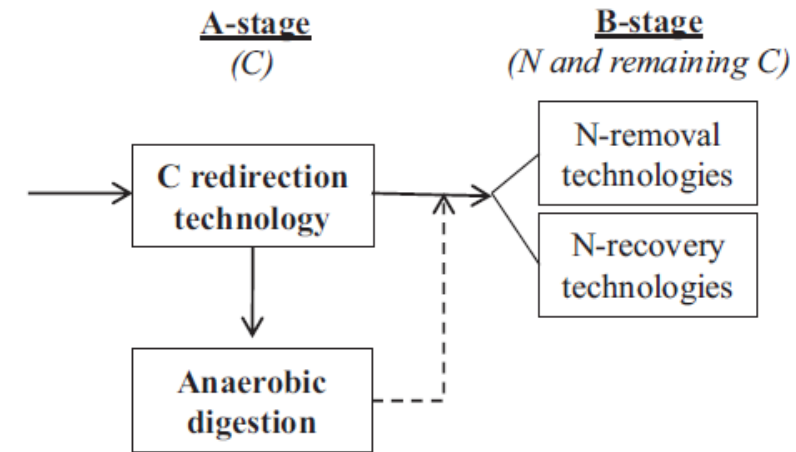 A-stage
(C)
B-stage
(N and remaining C)
C redirection
technology
N-removal
technologies
N-recovery
technologies
Anaerobic
digestion